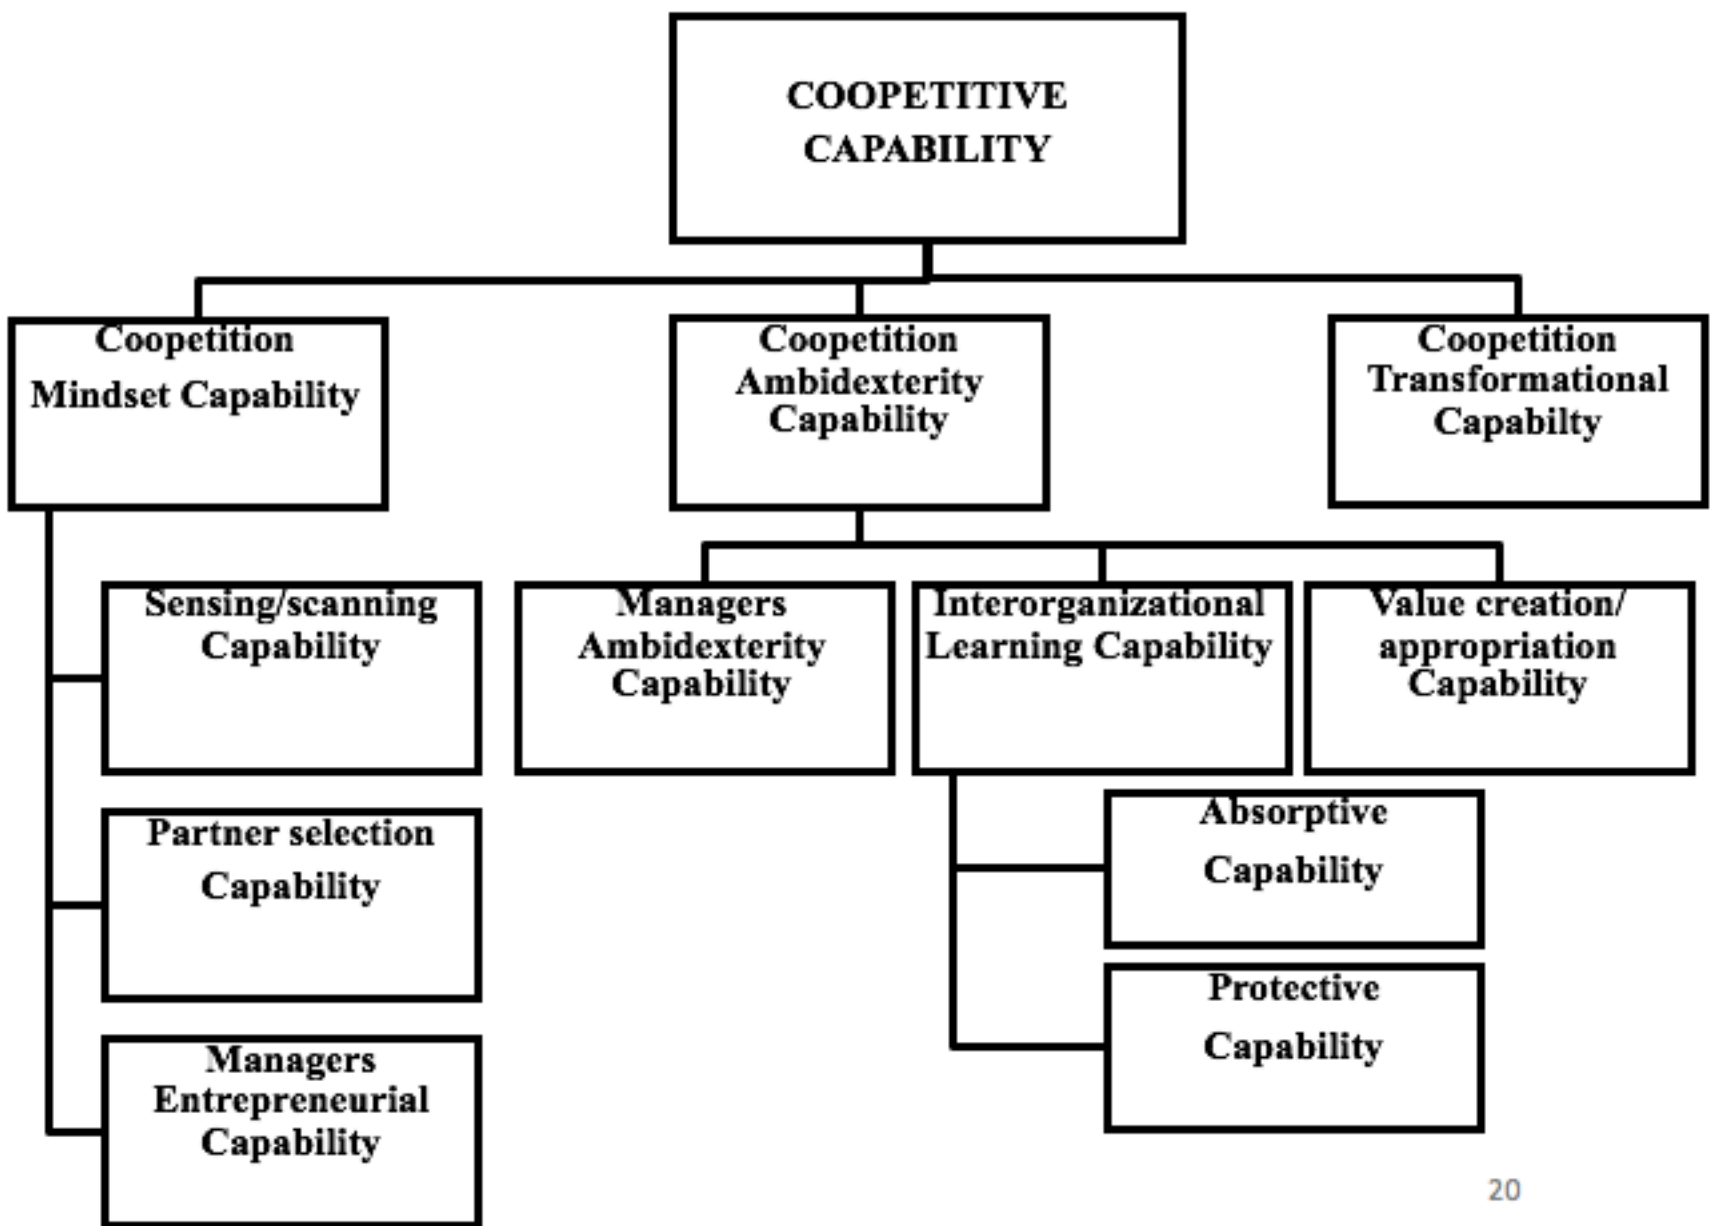 COOPETITIVE
CAPABILITY
Coopetition
Mindset Capability
Coopetition
Ambidexterity
Capability
Coopetition
Transformational
Capabilty
Sensing/scanning
Capability
Partner selection
Capability
Managers
Entrepreneurial
Capability
Managers
Ambidexterity
Capability
Interorganizational
Learning Capability
Value creation/
appropriation
Capability
Absorptive
Capability
Protective
Capability
20